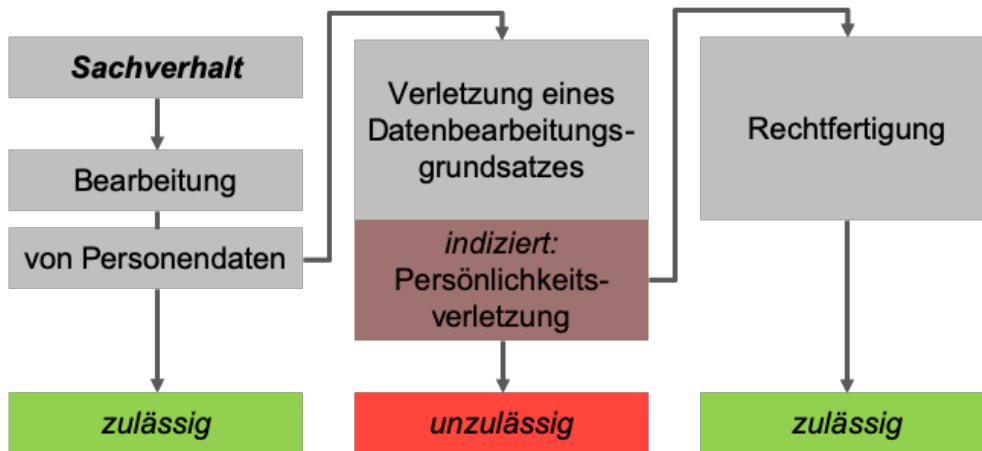 Sachverhalt
Bearbeitung
von Personendaten
zulässig
Verletzung eines
Datenbearbeitungs-
grundsatzes
indiziert:
Persönlichkeits-
verletzung
unzulässig
Rechtfertigung
zulässig